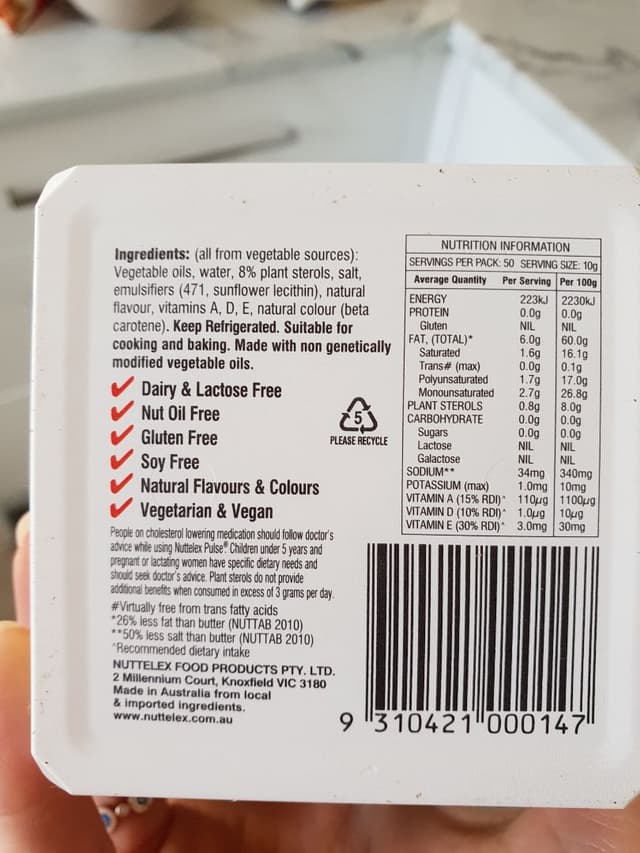 Ingredients: (all from vegetable sources):
Vegetable oils, water, 8% plant sterols, salt,
emulsifiers (471, sunflower lecithin), natural
flavour, vitamins A, D, E, natural colour (beta
carotene). Keep Refrigerated. Suitable for
cooking and baking. Made with non genetically
modified vegetable oils.
Dairy & Lactose Free
Nut Oil Free
Gluten Free
Soy Free
Natural Flavours & Colours
Vegetarian & Vegan
5
PLEASE RECYCLE
People on cholesterol lowering medication should follow doctor's
advice while using Nuttelex Pulse® Children under 5 years and
pregnant or lactating women have specific dietary needs and
should seek doctor's advice. Plant sterols do not provide
additional benefits when consumed in excess of 3 grams per day.
#Virtually free from trans fatty acids
*26% less fat than butter (NUTTAB 2010)
**50% less salt than butter (NUTTAB 2010)
^Recommended dietary intake
NUTTELEX FOOD PRODUCTS PTY. LTD.
2 Millennium Court, Knoxfield VIC 3180
Made in Australia from local
& imported ingredients.
www.nuttelex.com.au
NUTRITION INFORMATION
SERVINGS PER PACK: 50 SERVING SIZE: 10g
Average Quantity Per Serving Per 100g
ENERGY 223kJ 2230kJ
PROTEIN 0.0g 0.0g
Gluten NIL NIL
FAT, (TOTAL)* 6.0g 60.0g
Saturated 1.6g 16.1g
Trans# (max) 0.0g 0.1g
Polyunsaturated 1.7g 17.0g
Monounsaturated 2.7g 26.8g
PLANT STEROLS 0.8g 8.0g
CARBOHYDRATE 0.0g 0.0g
Sugars 0.0g 0.0g
Lactose NIL NIL
Galactose NIL NIL
SODIUM** 34mg 340mg
POTASSIUM (max) 1.0mg 10mg
VITAMIN A (15% RDI)^ 110µg 1100µg
VITAMIN D (10% RDI)^ 1.0µg 10µg
VITAMIN E (30% RDI)^ 3.0mg 30mg
9 310421 000147